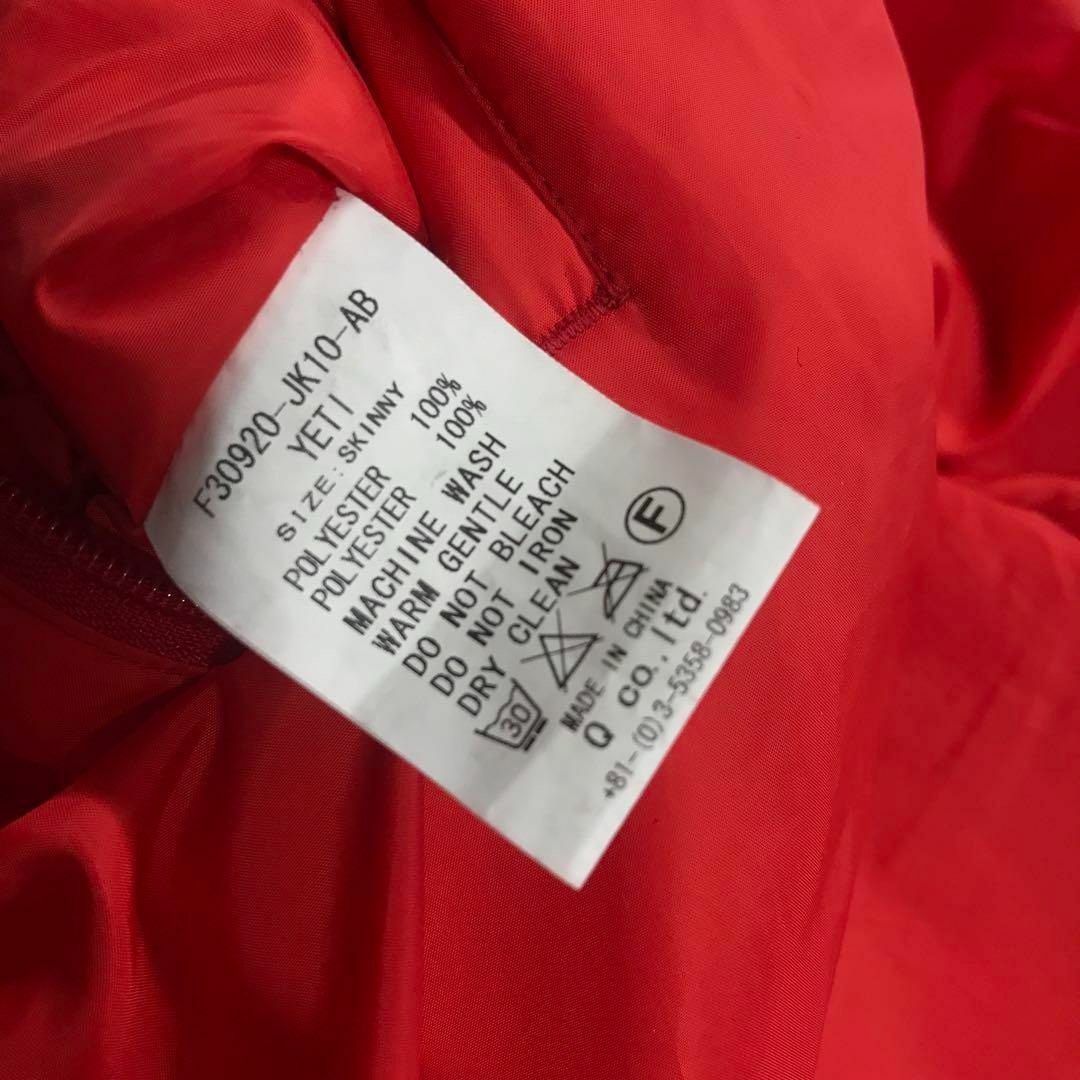 F30920-JK10-AB
YETI
SIZE: SKINNY
POLYESTER 100%
POLYESTER 100%
MACHINE WASH
WARM GENTLE
DO NOT BLEACH
DO NOT IRON
DRY CLEAN
30
F
MADE IN CHINA
Q CO.,ltd.
+81-(0)3-5358-0983